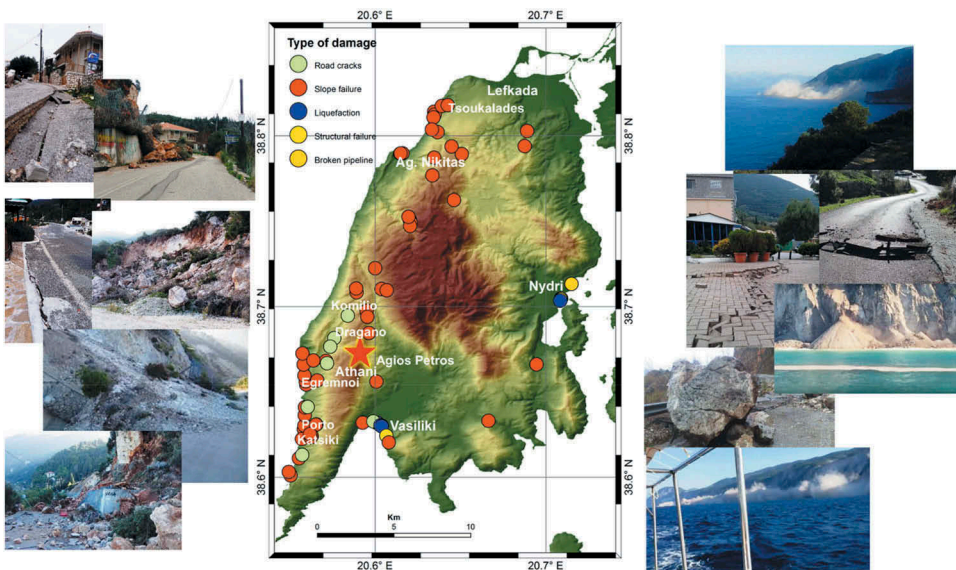 20.6° E
20.7° E
Type of damage
Road cracks
Slope failure
Liquefaction
Structural failure
Broken pipeline
Lefkada
Tsoukalades
38.8° N
38.8° N
Ag. Nikitas
Nydri
38.7° N
38.7° N
Komilio
Dragano
Agios Petros
Athani
Egremnoi
Porto
Katsiki
Vasiliki
38.6° N
38.6° N
Km
0
5
10
20.6° E
20.7° E